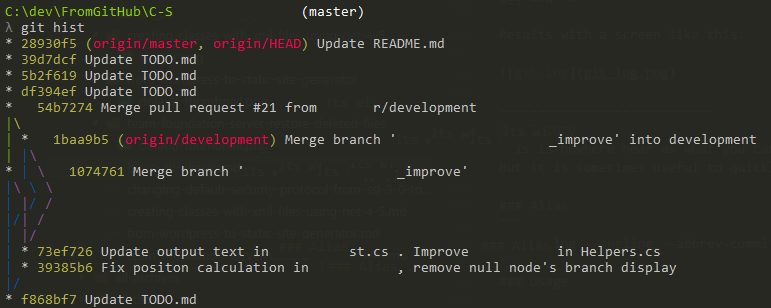 C:\dev\FromGitHub\C-S (master)
λ git hist
* 28930f5 (origin/master, origin/HEAD) Update README.md
* 39d7dcf Update TODO.md
* 5b2f619 Update TODO.md
* df394ef Update TODO.md
* 54b7274 Merge pull request #21 from r/development
|\
| * 1baa9b5 (origin/development) Merge branch ' _improve' into development
| |\
* | \ 1074761 Merge branch ' _improve'
|\ \ \
| |/ /
|/| /
| |/
| * 73ef726 Update output text in st.cs . Improve in Helpers.cs
| * 39385b6 Fix positon calculation in , remove null node's branch display
|/
* f868bf7 Update TODO.md